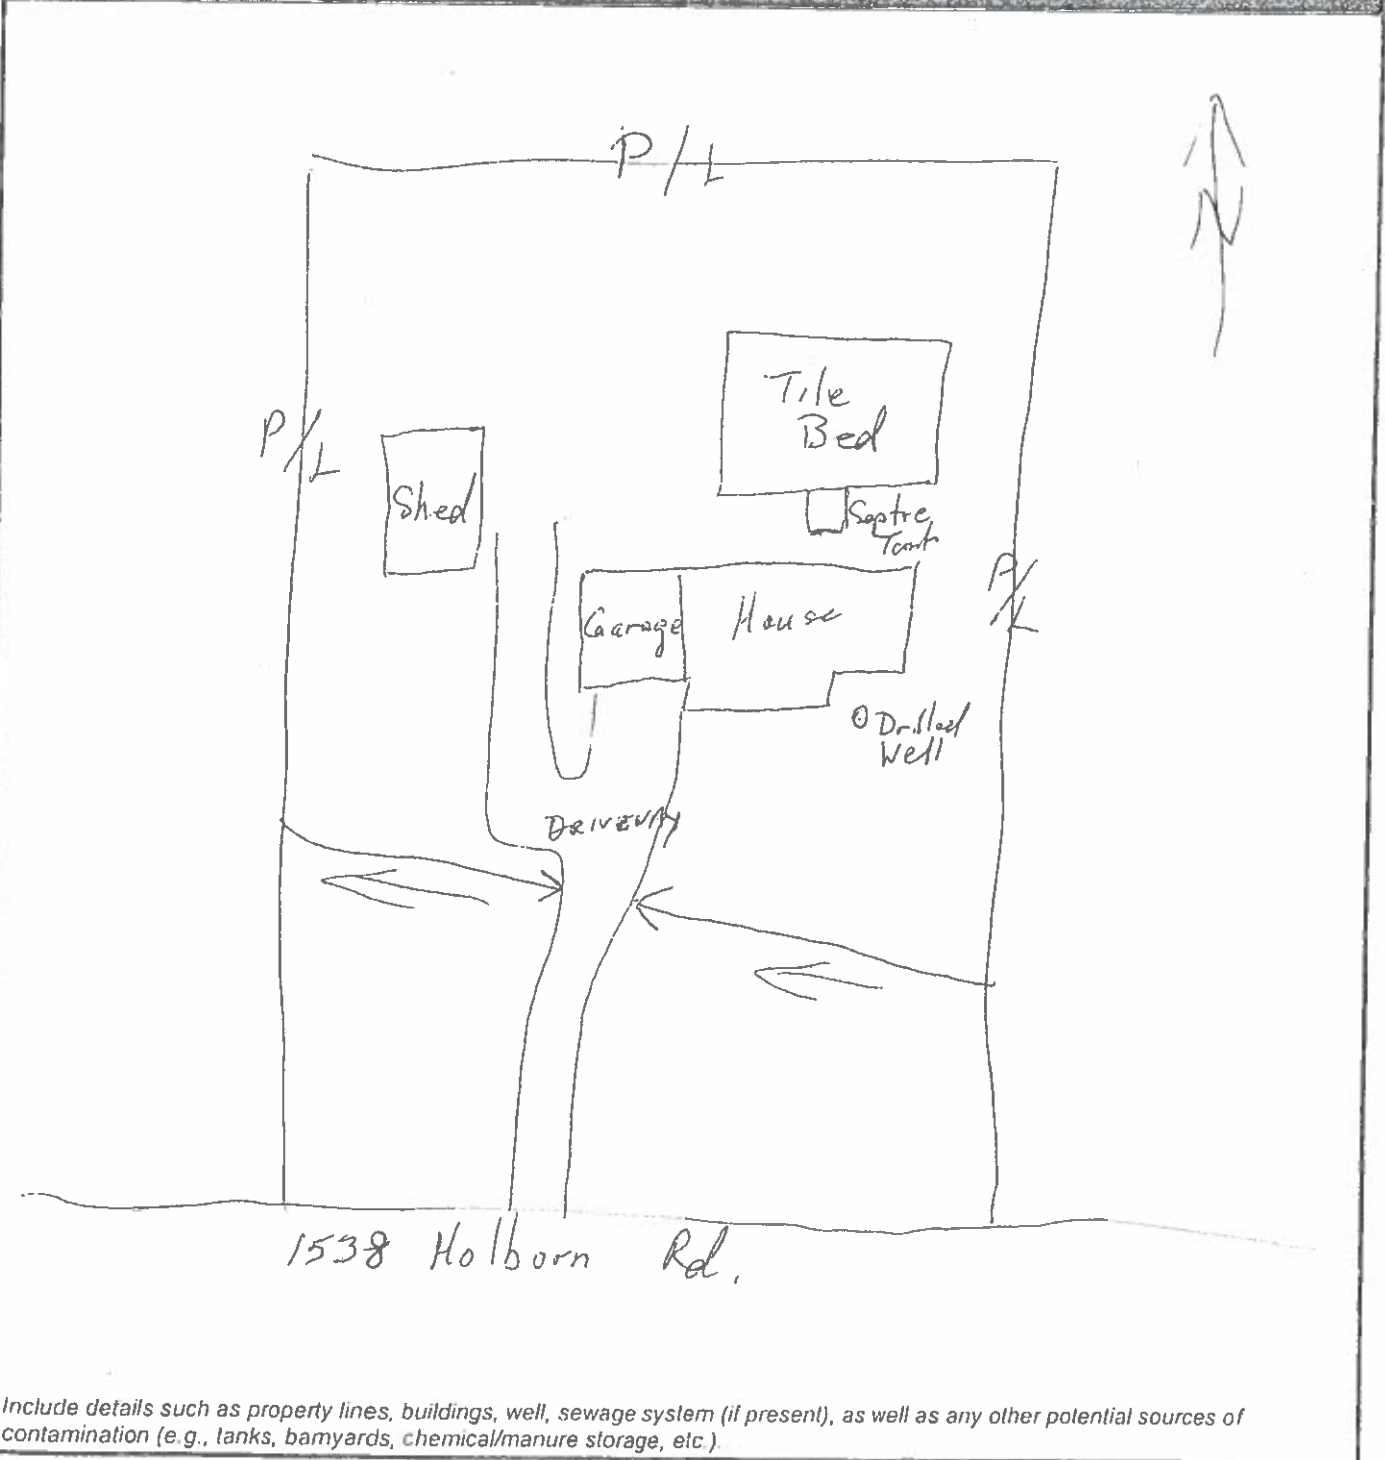 P/L
N
Tile
Bed
P/L
Shed
Septic
Tank
P/L
Garage
House
Drilled
Well
DRIVEWAY
1538 Holborn Rd.
Include details such as property lines, buildings, well, sewage system (if present), as well as any other potential sources of
contamination (e.g., tanks, barnyards, chemical/manure storage, etc.).